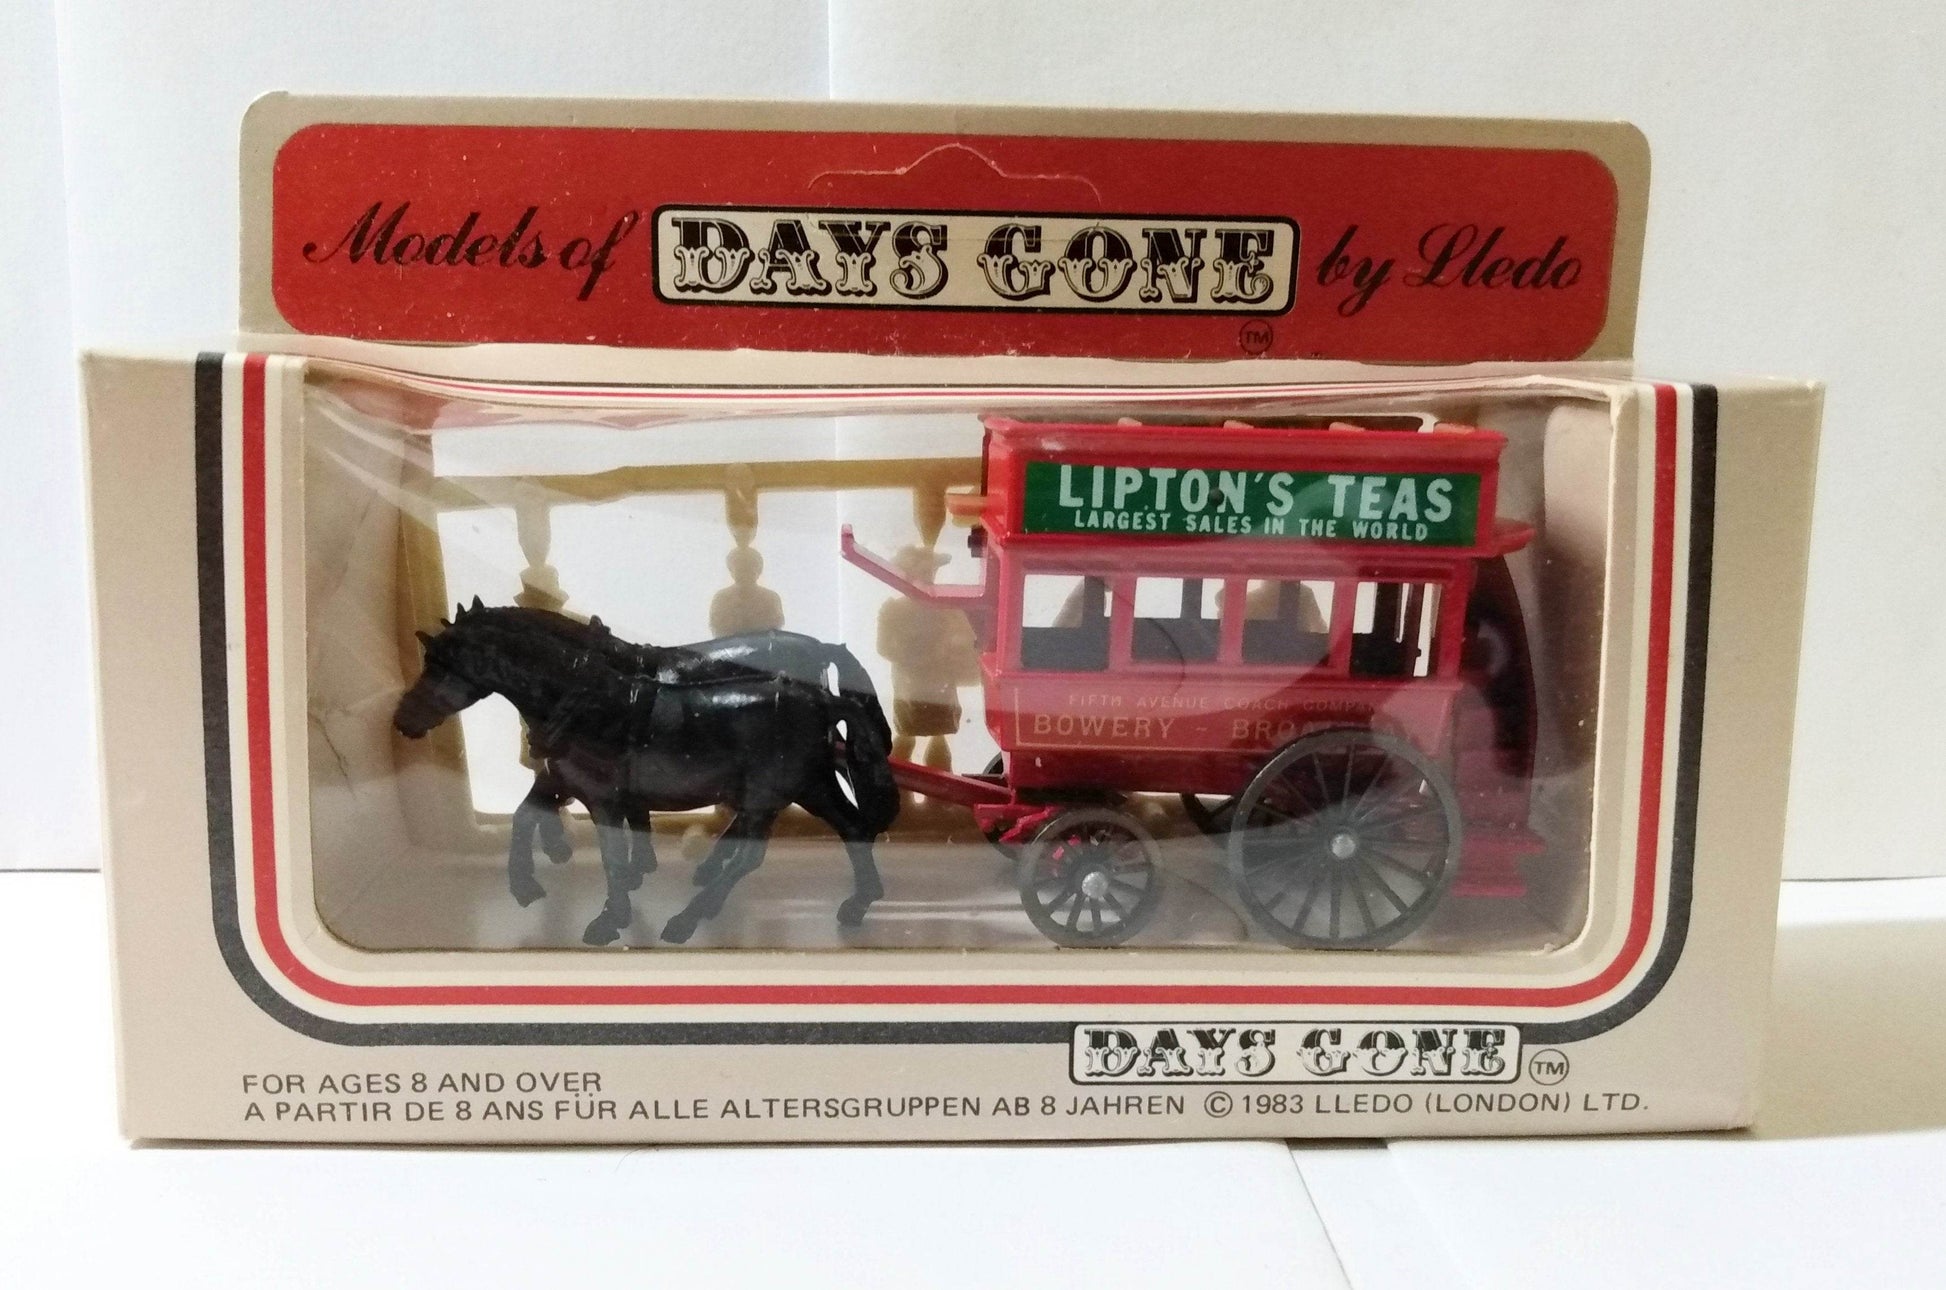 Models of DAYS GONE by Lledo
TM
LIPTON'S TEAS
LARGEST SALES IN THE WORLD
FIFTH AVENUE COACH COMPANY
BOWERY - BROADWAY
DAYS GONE TM
FOR AGES 8 AND OVER
A PARTIR DE 8 ANS FÜR ALLE ALTERSGRUPPEN AB 8 JAHREN © 1983 LLEDO (LONDON) LTD.